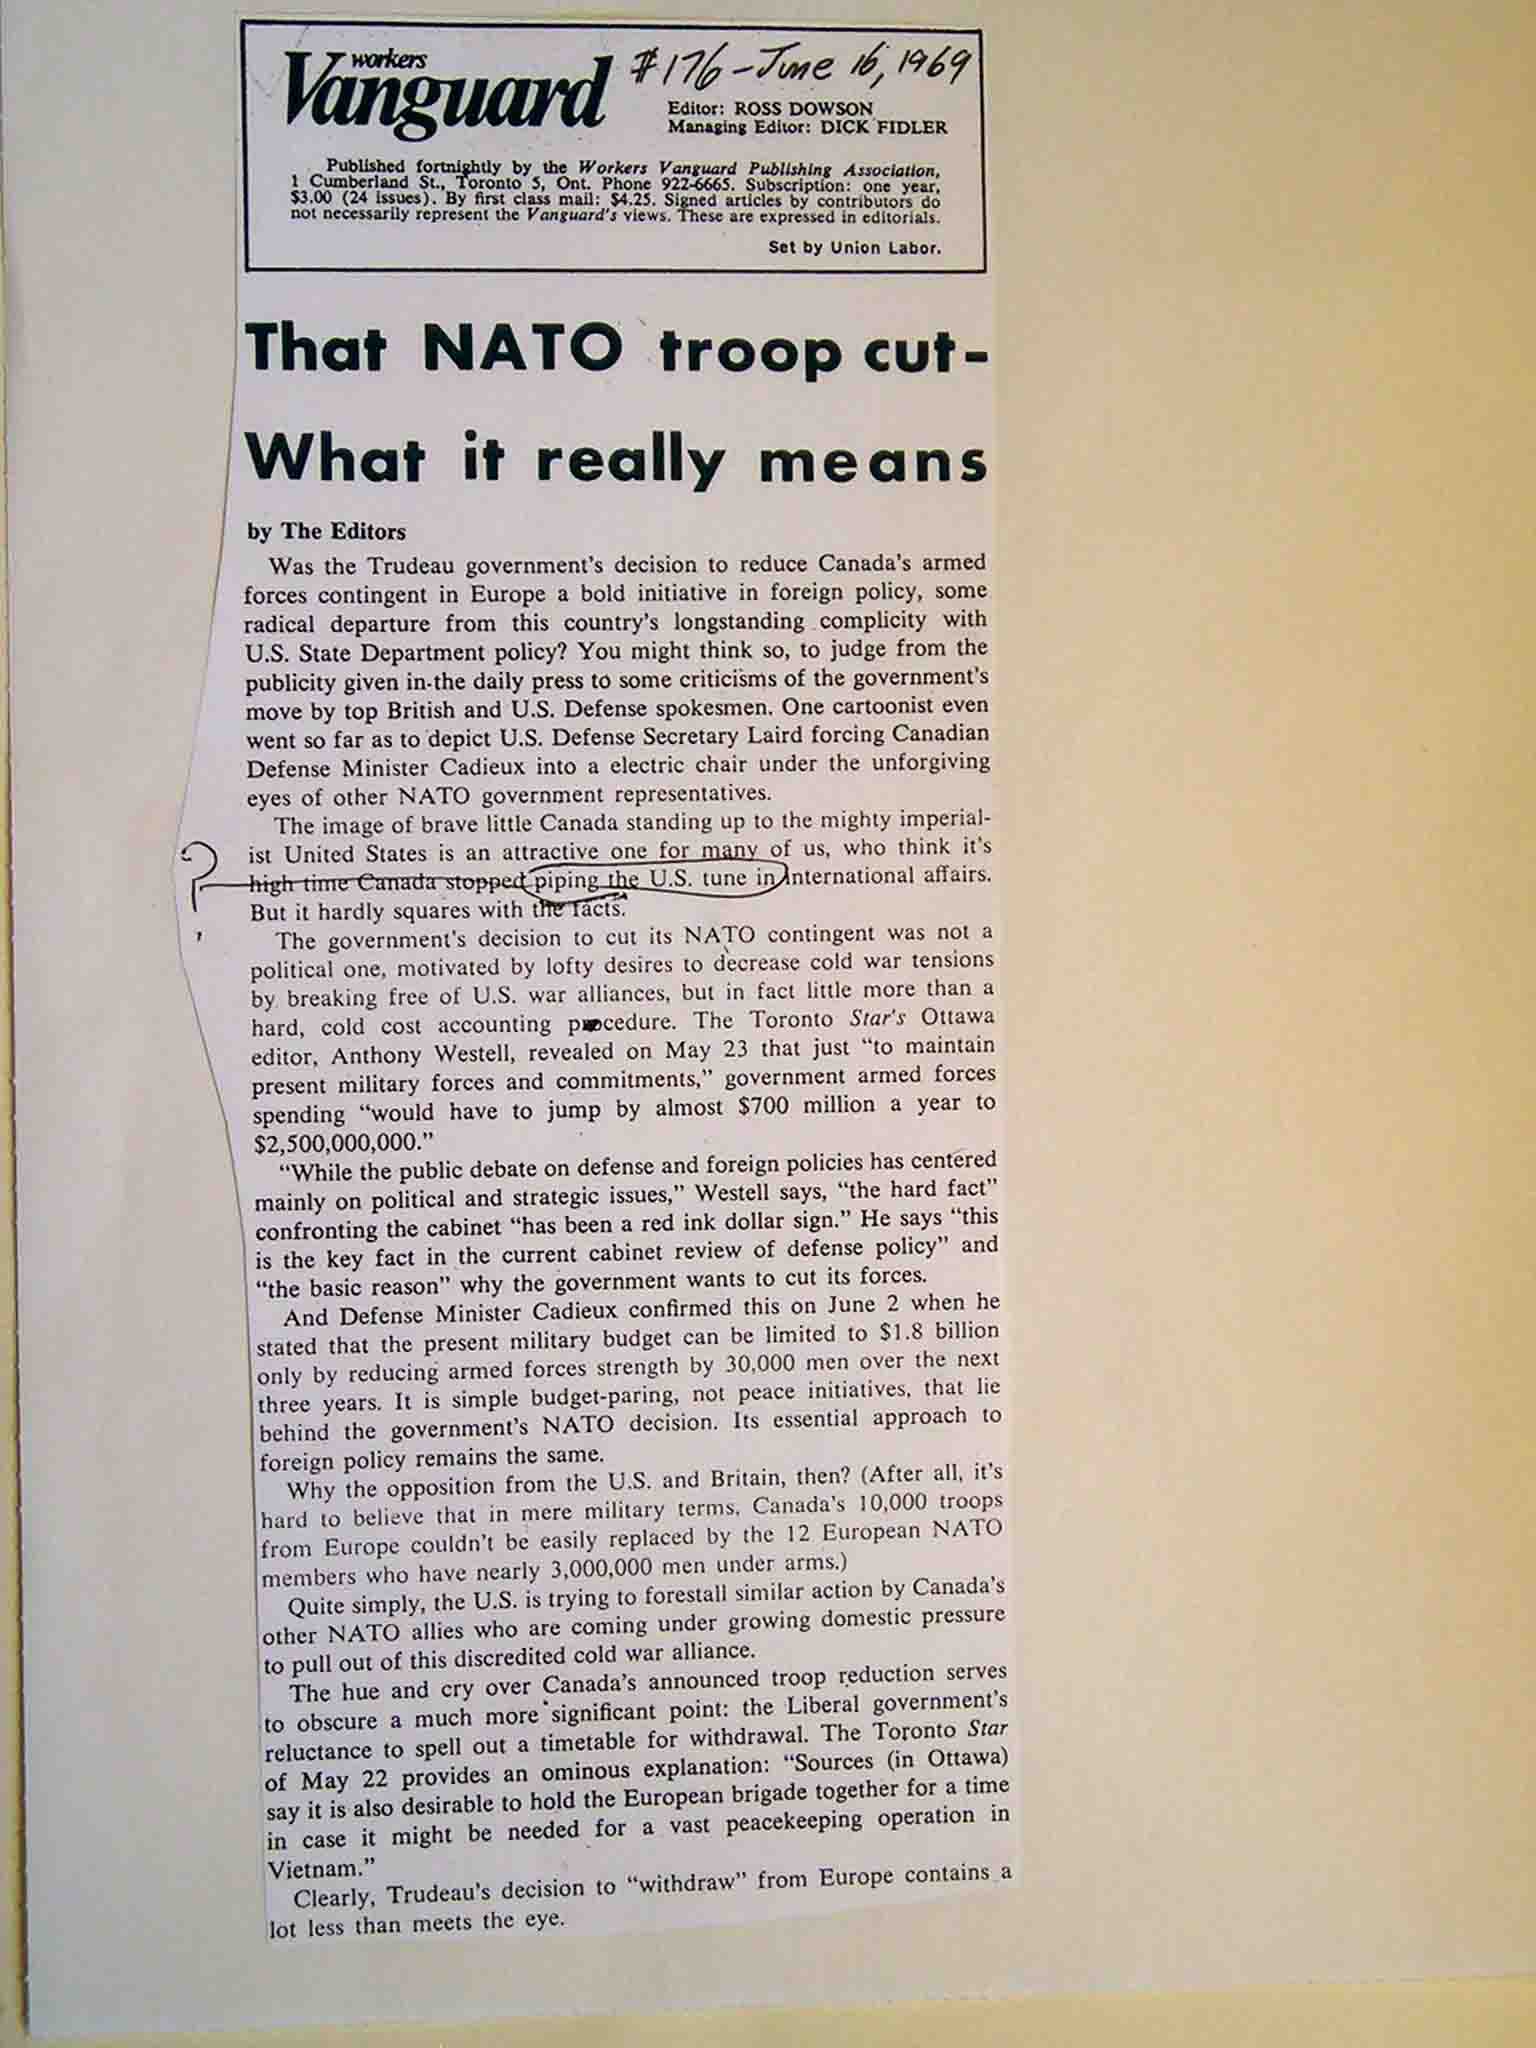 workers
Vanguard
#176 - June 16, 1969
Editor: ROSS DOWSON
Managing Editor: DICK FIDLER
Published fortnightly by the Workers Vanguard Publishing Association,
1 Cumberland St., Toronto 5, Ont. Phone 922-6665. Subscription: one year,
$3.00 (24 issues). By first class mail: $4.25. Signed articles by contributors do
not necessarily represent the Vanguard's views. These are expressed in editorials.
Set by Union Labor.
That NATO troop cut-
What it really means
by The Editors
Was the Trudeau government's decision to reduce Canada's armed
forces contingent in Europe a bold initiative in foreign policy, some
radical departure from this country's longstanding complicity with
U.S. State Department policy? You might think so, to judge from the
publicity given in the daily press to some criticisms of the government's
move by top British and U.S. Defense spokesmen. One cartoonist even
went so far as to depict U.S. Defense Secretary Laird forcing Canadian
Defense Minister Cadieux into a electric chair under the unforgiving
eyes of other NATO government representatives.
The image of brave little Canada standing up to the mighty imperial-
ist United States is an attractive one for many of us, who think it's
? high time Canada stopped piping the U.S. tune in international affairs.
But it hardly squares with the facts.
The government's decision to cut its NATO contingent was not a
political one, motivated by lofty desires to decrease cold war tensions
by breaking free of U.S. war alliances, but in fact little more than a
hard, cold cost accounting procedure. The Toronto Star's Ottawa
editor, Anthony Westell, revealed on May 23 that just “to maintain
present military forces and commitments,” government armed forces
spending “would have to jump by almost $700 million a year to
$2,500,000,000.”
“While the public debate on defense and foreign policies has centered
mainly on political and strategic issues,” Westell says, “the hard fact”
confronting the cabinet “has been a red ink dollar sign.” He says “this
is the key fact in the current cabinet review of defense policy” and
“the basic reason” why the government wants to cut its forces.
And Defense Minister Cadieux confirmed this on June 2 when he
stated that the present military budget can be limited to $1.8 billion
only by reducing armed forces strength by 30,000 men over the next
three years. It is simple budget-paring, not peace initiatives, that lie
behind the government's NATO decision. Its essential approach to
foreign policy remains the same.
Why the opposition from the U.S. and Britain, then? (After all, it's
hard to believe that in mere military terms, Canada's 10,000 troops
from Europe couldn't be easily replaced by the 12 European NATO
members who have nearly 3,000,000 men under arms.)
Quite simply, the U.S. is trying to forestall similar action by Canada's
other NATO allies who are coming under growing domestic pressure
to pull out of this discredited cold war alliance.
The hue and cry over Canada's announced troop reduction serves
to obscure a much more significant point: the Liberal government's
reluctance to spell out a timetable for withdrawal. The Toronto Star
of May 22 provides an ominous explanation: “Sources (in Ottawa)
say it is also desirable to hold the European brigade together for a time
in case it might be needed for a vast peacekeeping operation in
Vietnam.”
Clearly, Trudeau's decision to “withdraw” from Europe contains a
lot less than meets the eye.